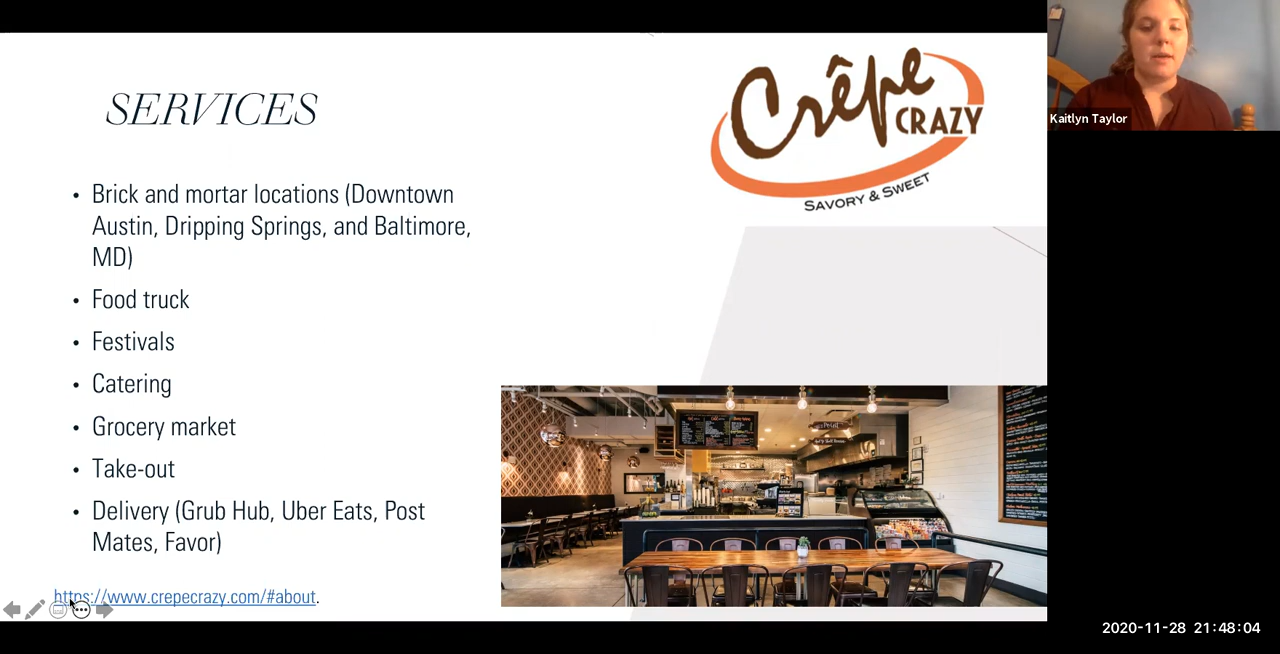 SERVICES
Crêpe
CRAZY
SAVORY & SWEET
Kaitlyn Taylor
• Brick and mortar locations (Downtown
Austin, Dripping Springs, and Baltimore,
MD)
• Food truck
• Festivals
• Catering
• Grocery market
• Take-out
• Delivery (Grub Hub, Uber Eats, Post
Mates, Favor)
https://www.crepecrazy.com/#about.
2020-11-28 21:48:04